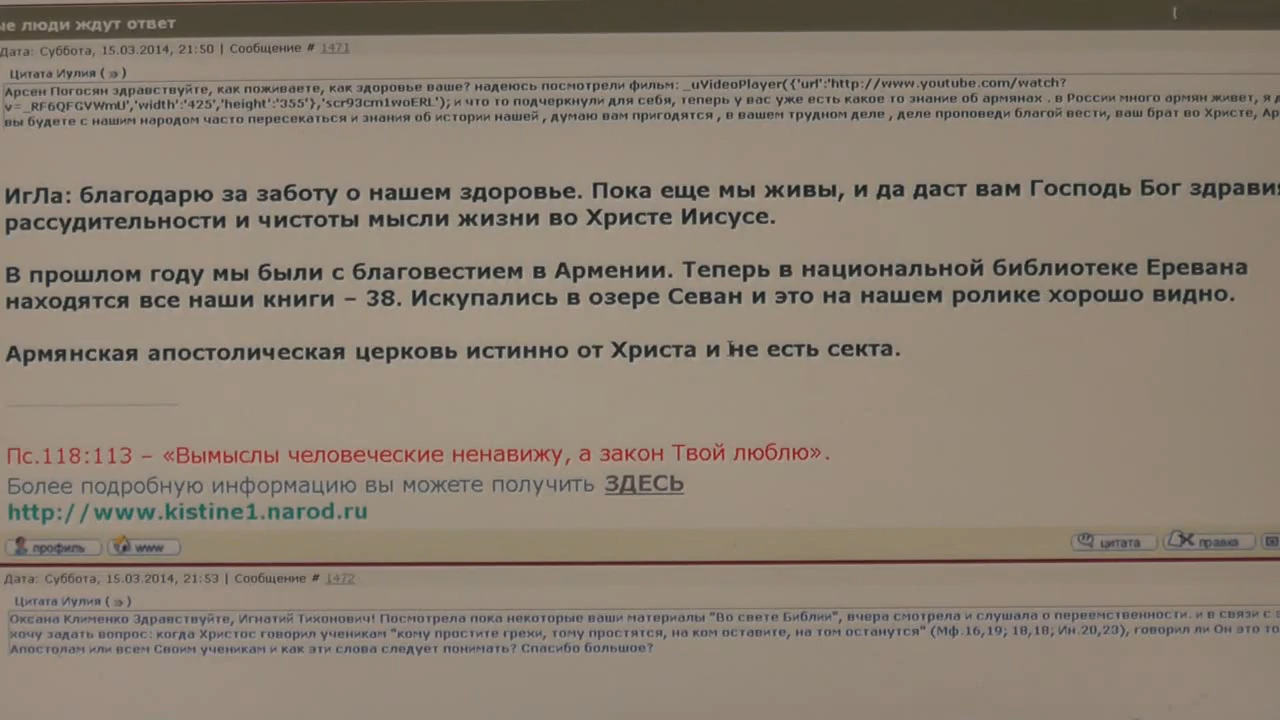 ые люди ждут ответ
[
Дата: Суббота, 15.03.2014, 21:50 | Сообщение # 1471
Цитата Иулия ( )
Арсен Погосян здравствуйте, как поживаете, как здоровье ваше? надеюсь посмотрели фильм: _uVideoPlayer({'url':'http://www.youtube.com/watch?
v=_RF6QFGVWmU','width':'425','height':'355'},'scr93cm1woERL'); и что то подчеркнули для себя, теперь у вас уже есть какое то знание об армянах . в России много армян живет, я д
вы будете с нашим народом часто пересекаться и знания об истории нашей , думаю вам пригодятся , в вашем трудном деле , деле проповеди благой вести, ваш брат во Христе, Ар
ИгЛа: благодарю за заботу о нашем здоровье. Пока еще мы живы, и да даст вам Господь Бог здравия
рассудительности и чистоты мысли жизни во Христе Иисусе.
В прошлом году мы были с благовестием в Армении. Теперь в национальной библиотеке Еревана
находятся все наши книги – 38. Искупались в озере Севан и это на нашем ролике хорошо видно.
Армянская апостолическая церковь истинно от Христа и не есть секта.
Пс.118:113 – «Вымыслы человеческие ненавижу, а закон Твой люблю».
Более подробную информацию вы можете получить ЗДЕСЬ
http://www.kistine1.narod.ru
профиль www цитата правка
Дата: Суббота, 15.03.2014, 21:53 | Сообщение # 1472
Цитата Иулия ( )
Оксана Клименко Здравствуйте, Игнатий Тихонович! Посмотрела пока некоторые ваши материалы "Во свете Библии", вчера смотрела и слушала о преемственности. и в связи с
хочу задать вопрос: когда Христос говорил ученикам "кому простите грехи, тому простятся, на ком оставите, на том останутся" (Мф.16,19; 18,18; Ин.20,23), говорил ли Он это то
Апостолам или всем Своим ученикам и как эти слова следует понимать? Спасибо большое?